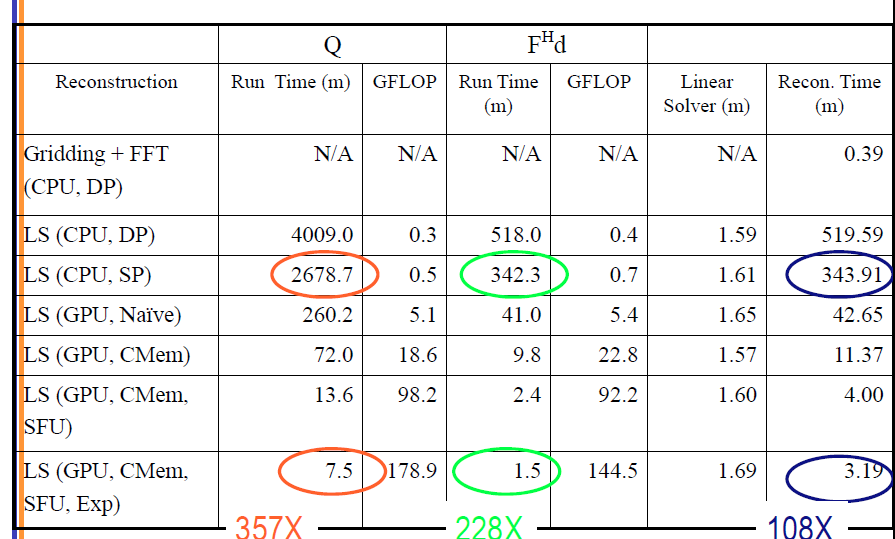 Q F^Hd
Reconstruction Run Time (m) GFLOP Run Time (m) GFLOP Linear Solver (m) Recon. Time (m)
Gridding + FFT (CPU, DP) N/A N/A N/A N/A N/A 0.39
LS (CPU, DP) 4009.0 0.3 518.0 0.4 1.59 519.59
LS (CPU, SP) 2678.7 0.5 342.3 0.7 1.61 343.91
LS (GPU, Naïve) 260.2 5.1 41.0 5.4 1.65 42.65
LS (GPU, CMem) 72.0 18.6 9.8 22.8 1.57 11.37
LS (GPU, CMem, SFU) 13.6 98.2 2.4 92.2 1.60 4.00
LS (GPU, CMem, SFU, Exp) 7.5 178.9 1.5 144.5 1.69 3.19
357X 228X 108X